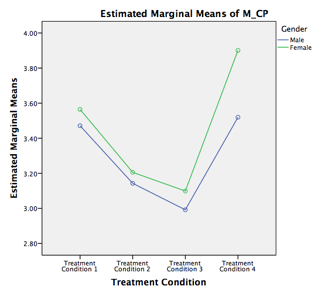 Estimated Marginal Means of M_CP
Gender
Male
Female
Estimated Marginal Means
4.00
3.80
3.60
3.40
3.20
3.00
2.80
Treatment
Condition 1
Treatment
Condition 2
Treatment
Condition 3
Treatment
Condition 4
Treatment Condition